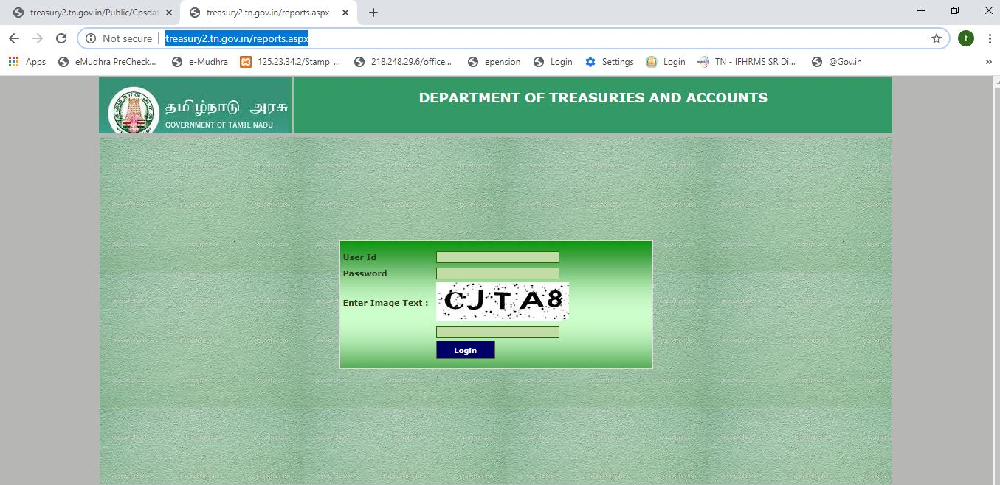 treasury2.tn.gov.in/Public/Cpsdat
treasury2.tn.gov.in/reports.aspx
Not secure
treasury2.tn.gov.in/reports.aspx
t
Apps
eMudhra PreCheck...
e-Mudhra
125.23.34.2/Stamp_...
218.248.29.6/office...
epension
Login
Settings
Login
TN - IFHRMS SR Di...
@Gov.in
»
தமிழ்நாடு அரசு
GOVERNMENT OF TAMIL NADU
DEPARTMENT OF TREASURIES AND ACCOUNTS
User Id
Password
Enter Image Text :
CJTA8
Login